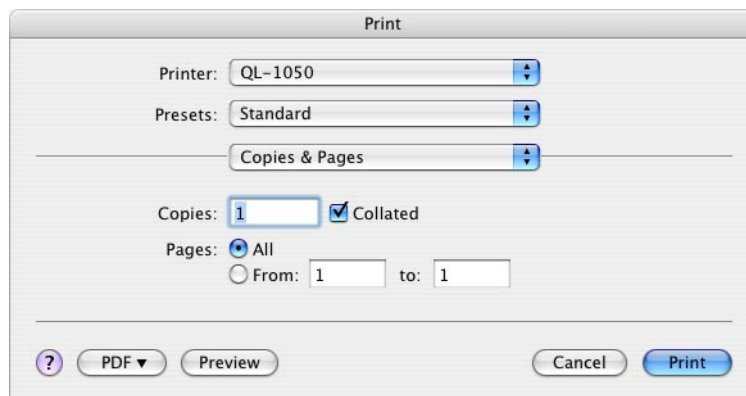 Print
Printer: QL-1050
Presets: Standard
Copies & Pages
Copies: 1 Collated
Pages: All
From: 1 to: 1
? PDF Preview Cancel Print